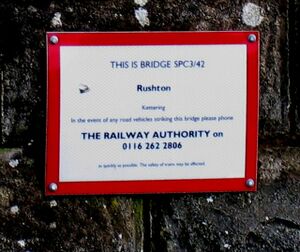 THIS IS BRIDGE SPC3/42
Rushton
Kettering
In the event of any road vehicles striking this bridge please phone
THE RAILWAY AUTHORITY on
0116 262 2806
as quickly as possible. The safety of trains may be affected.